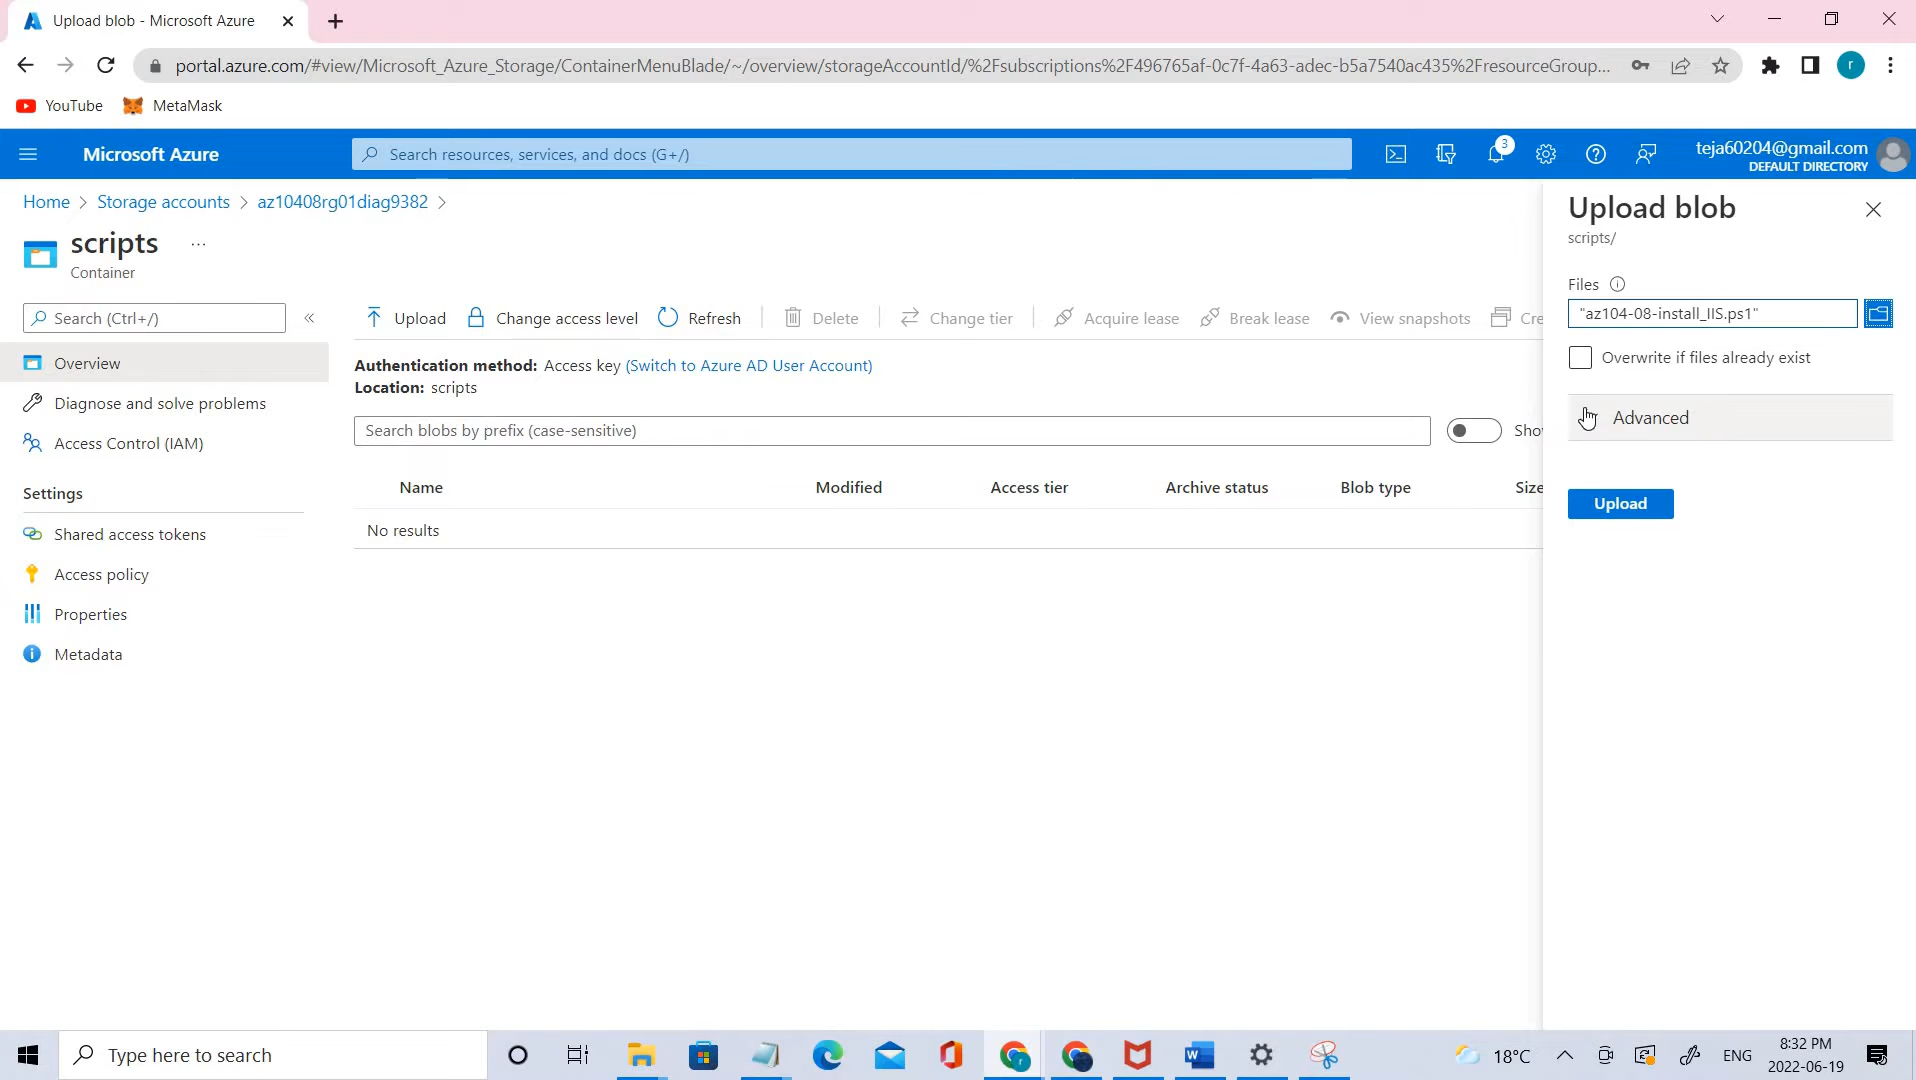 Upload blob - Microsoft Azure
portal.azure.com/#view/Microsoft_Azure_Storage/ContainerMenuBlade/~/overview/storageAccountId/%2Fsubscriptions%2F496765af-0c7f-4a63-adec-b5a7540ac435%2FresourceGroup...
r
YouTube
MetaMask
Microsoft Azure
Search resources, services, and docs (G+/)
3
teja60204@gmail.com
DEFAULT DIRECTORY
Home > Storage accounts > az10408rg01diag9382 >
scripts ...
Container
Search (Ctrl+/)
«
Overview
Diagnose and solve problems
Access Control (IAM)
Settings
Shared access tokens
Access policy
Properties
Metadata
Upload
Change access level
Refresh
Delete
Change tier
Acquire lease
Break lease
View snapshots
Cre
Authentication method: Access key (Switch to Azure AD User Account)
Location: scripts
Search blobs by prefix (case-sensitive)
Show
Name Modified Access tier Archive status Blob type Size
No results
Upload blob
scripts/
Files
"az104-08-install_IIS.ps1"
Overwrite if files already exist
Advanced
Upload
Type here to search
18°C
ENG
8:32 PM
2022-06-19